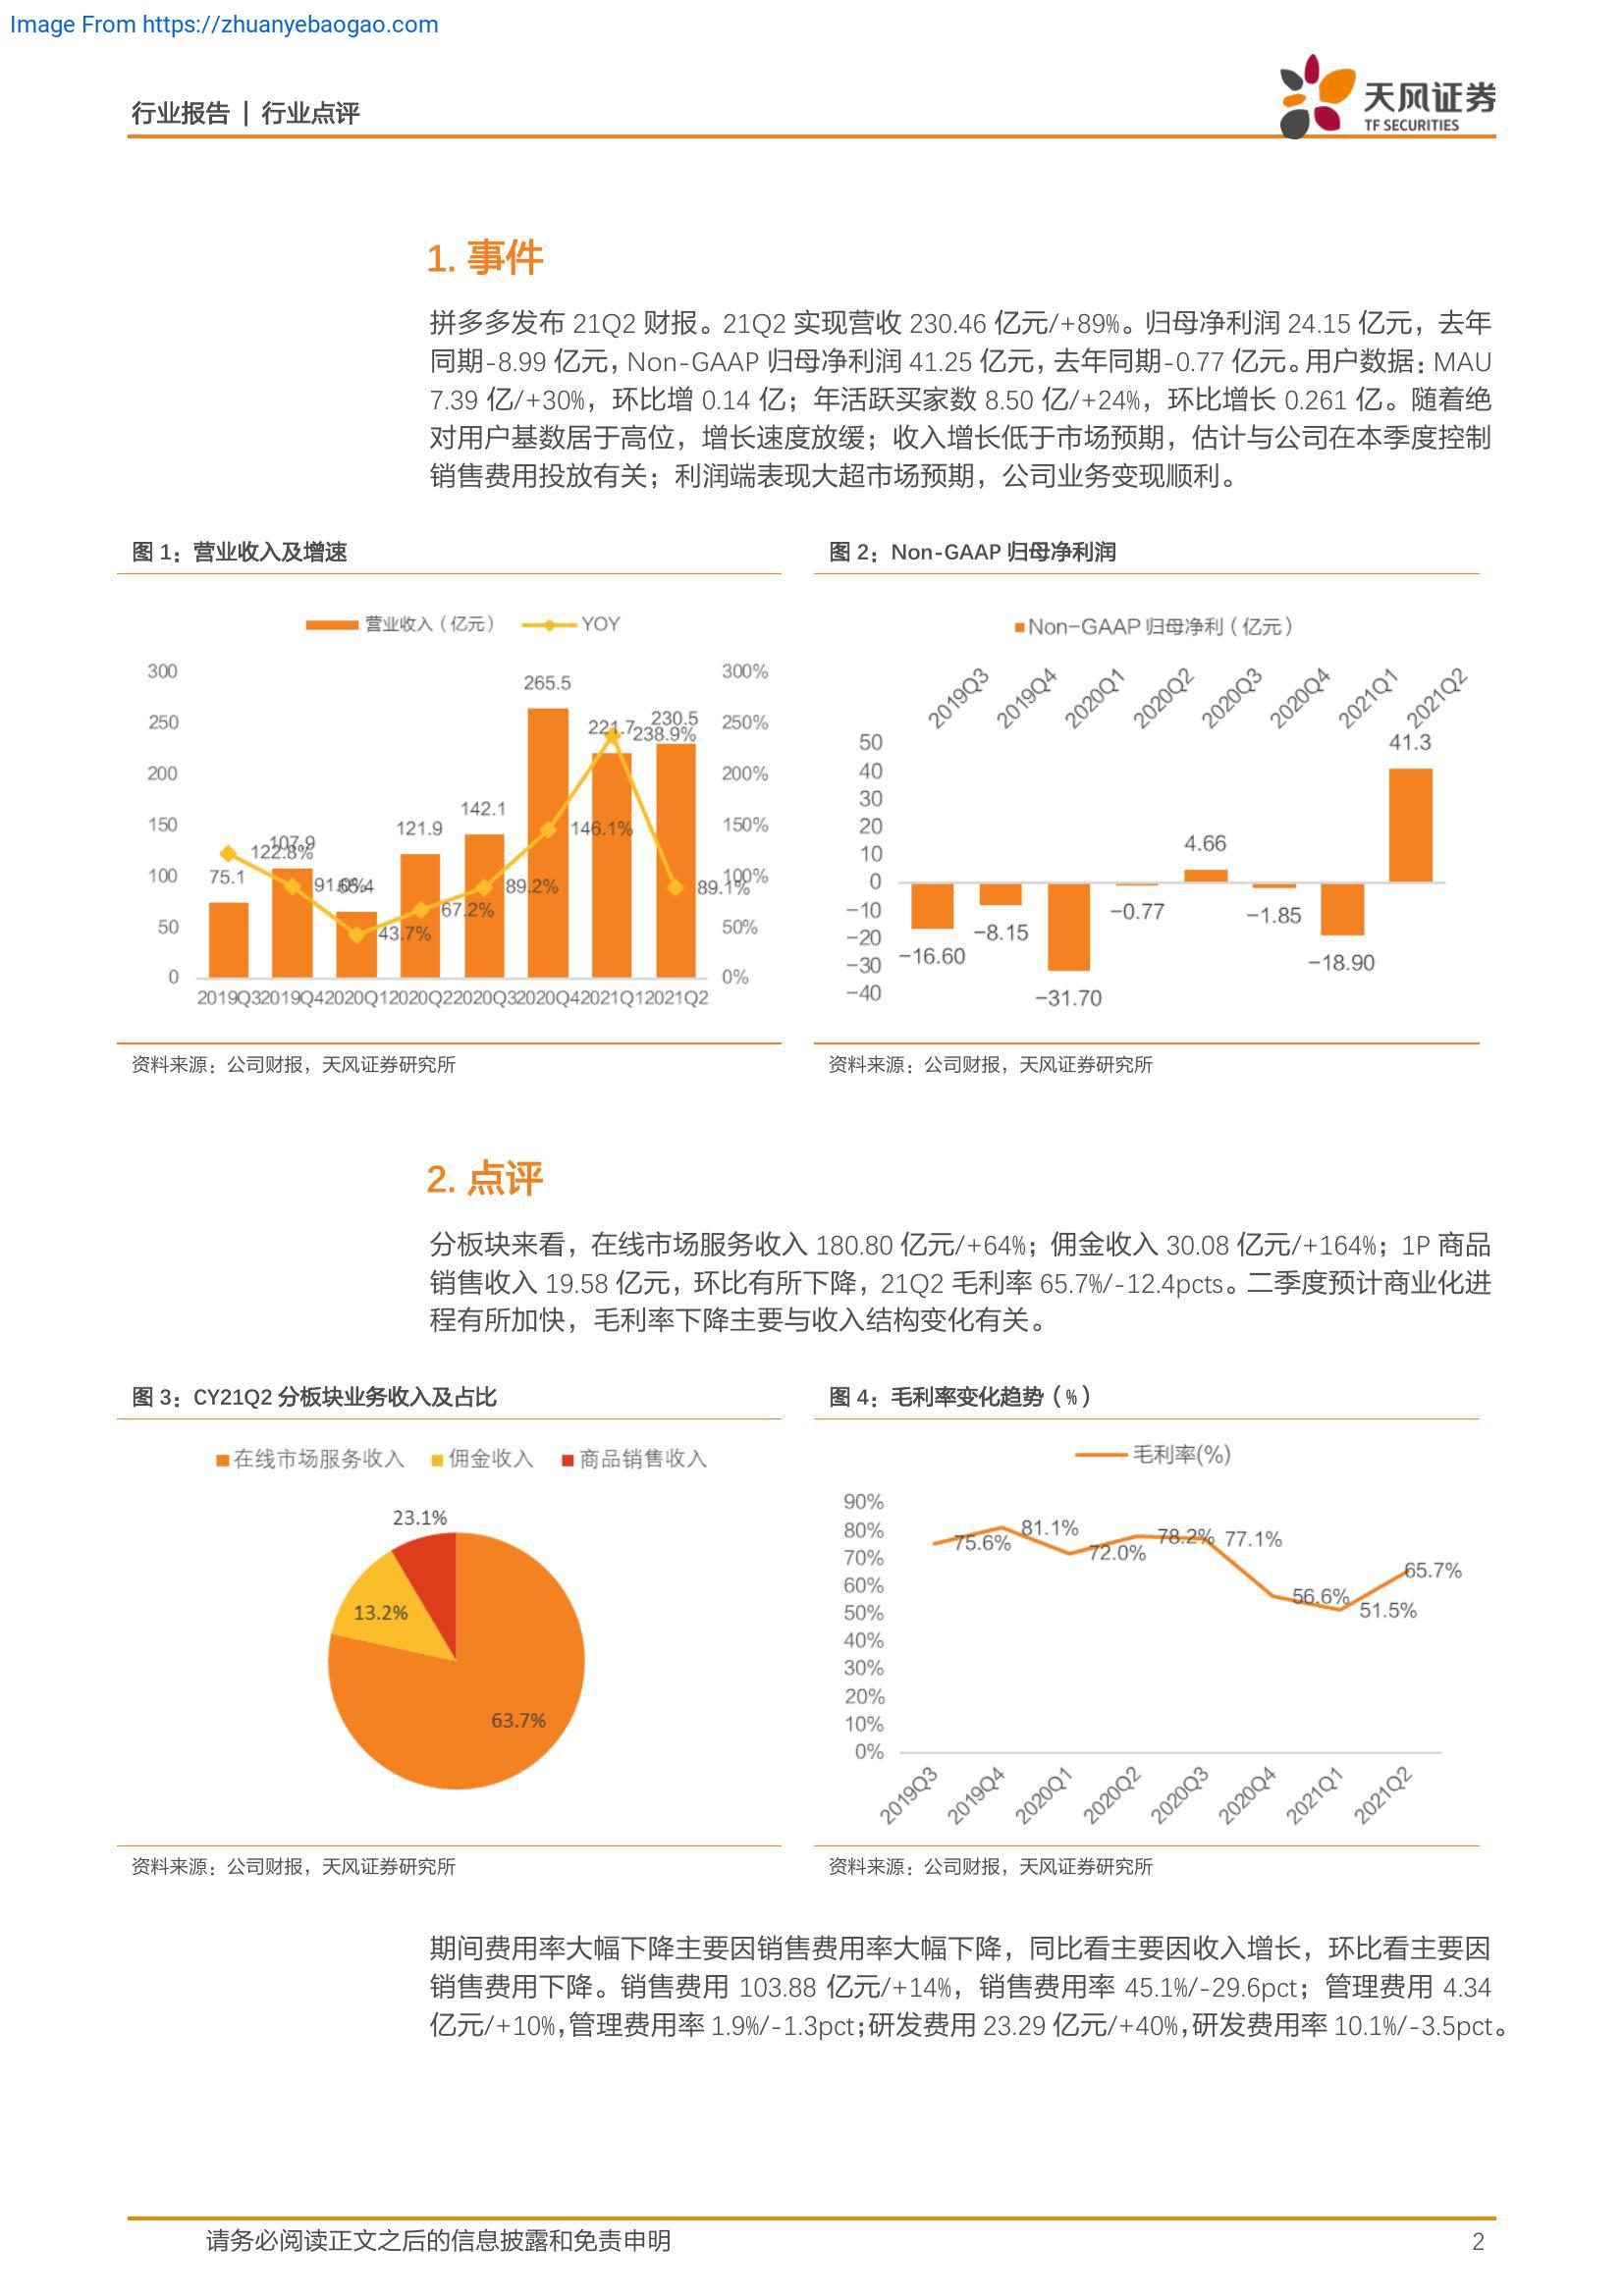 Image From https://zhuanyebaogao.com
行业报告 | 行业点评
天风证券
TF SECURITIES
1. 事件
拼多多发布 21Q2 财报。21Q2 实现营收 230.46 亿元/+89%。归母净利润 24.15 亿元，去年
同期-8.99 亿元，Non-GAAP 归母净利润 41.25 亿元，去年同期-0.77 亿元。用户数据：MAU
7.39 亿/+30%，环比增 0.14 亿；年活跃买家数 8.50 亿/+24%，环比增长 0.261 亿。随着绝
对用户基数居于高位，增长速度放缓；收入增长低于市场预期，估计与公司在本季度控制
销售费用投放有关；利润端表现大超市场预期，公司业务变现顺利。
图 1：营业收入及增速
营业收入（亿元） YOY
300
250
200
150
100
50
0
300%
250%
200%
150%
100%
50%
0%
75.1
107.9
65.4
121.9
142.1
265.5
221.7
230.5
122.8%
91.6%
43.7%
67.2%
89.2%
146.1%
238.9%
89.1%
2019Q3 2019Q4 2020Q1 2020Q2 2020Q3 2020Q4 2021Q1 2021Q2
资料来源：公司财报，天风证券研究所
图 2：Non-GAAP 归母净利润
Non-GAAP 归母净利（亿元）
2019Q3 2019Q4 2020Q1 2020Q2 2020Q3 2020Q4 2021Q1 2021Q2
50
40
30
20
10
0
-10
-20
-30
-40
-16.60
-8.15
-31.70
-0.77
4.66
-1.85
-18.90
41.3
资料来源：公司财报，天风证券研究所
2. 点评
分板块来看，在线市场服务收入 180.80 亿元/+64%；佣金收入 30.08 亿元/+164%；1P 商品
销售收入 19.58 亿元，环比有所下降，21Q2 毛利率 65.7%/-12.4pcts。二季度预计商业化进
程有所加快，毛利率下降主要与收入结构变化有关。
图 3：CY21Q2 分板块业务收入及占比
在线市场服务收入 佣金收入 商品销售收入
23.1%
13.2%
63.7%
资料来源：公司财报，天风证券研究所
图 4：毛利率变化趋势（%）
毛利率(%)
90%
80%
70%
60%
50%
40%
30%
20%
10%
0%
75.6%
81.1%
72.0%
78.2%
77.1%
56.6%
51.5%
65.7%
2019Q3 2019Q4 2020Q1 2020Q2 2020Q3 2020Q4 2021Q1 2021Q2
资料来源：公司财报，天风证券研究所
期间费用率大幅下降主要因销售费用率大幅下降，同比看主要因收入增长，环比看主要因
销售费用下降。销售费用 103.88 亿元/+14%，销售费用率 45.1%/-29.6pct；管理费用 4.34
亿元/+10%，管理费用率 1.9%/-1.3pct；研发费用 23.29 亿元/+40%，研发费用率 10.1%/-3.5pct。
请务必阅读正文之后的信息披露和免责申明
2